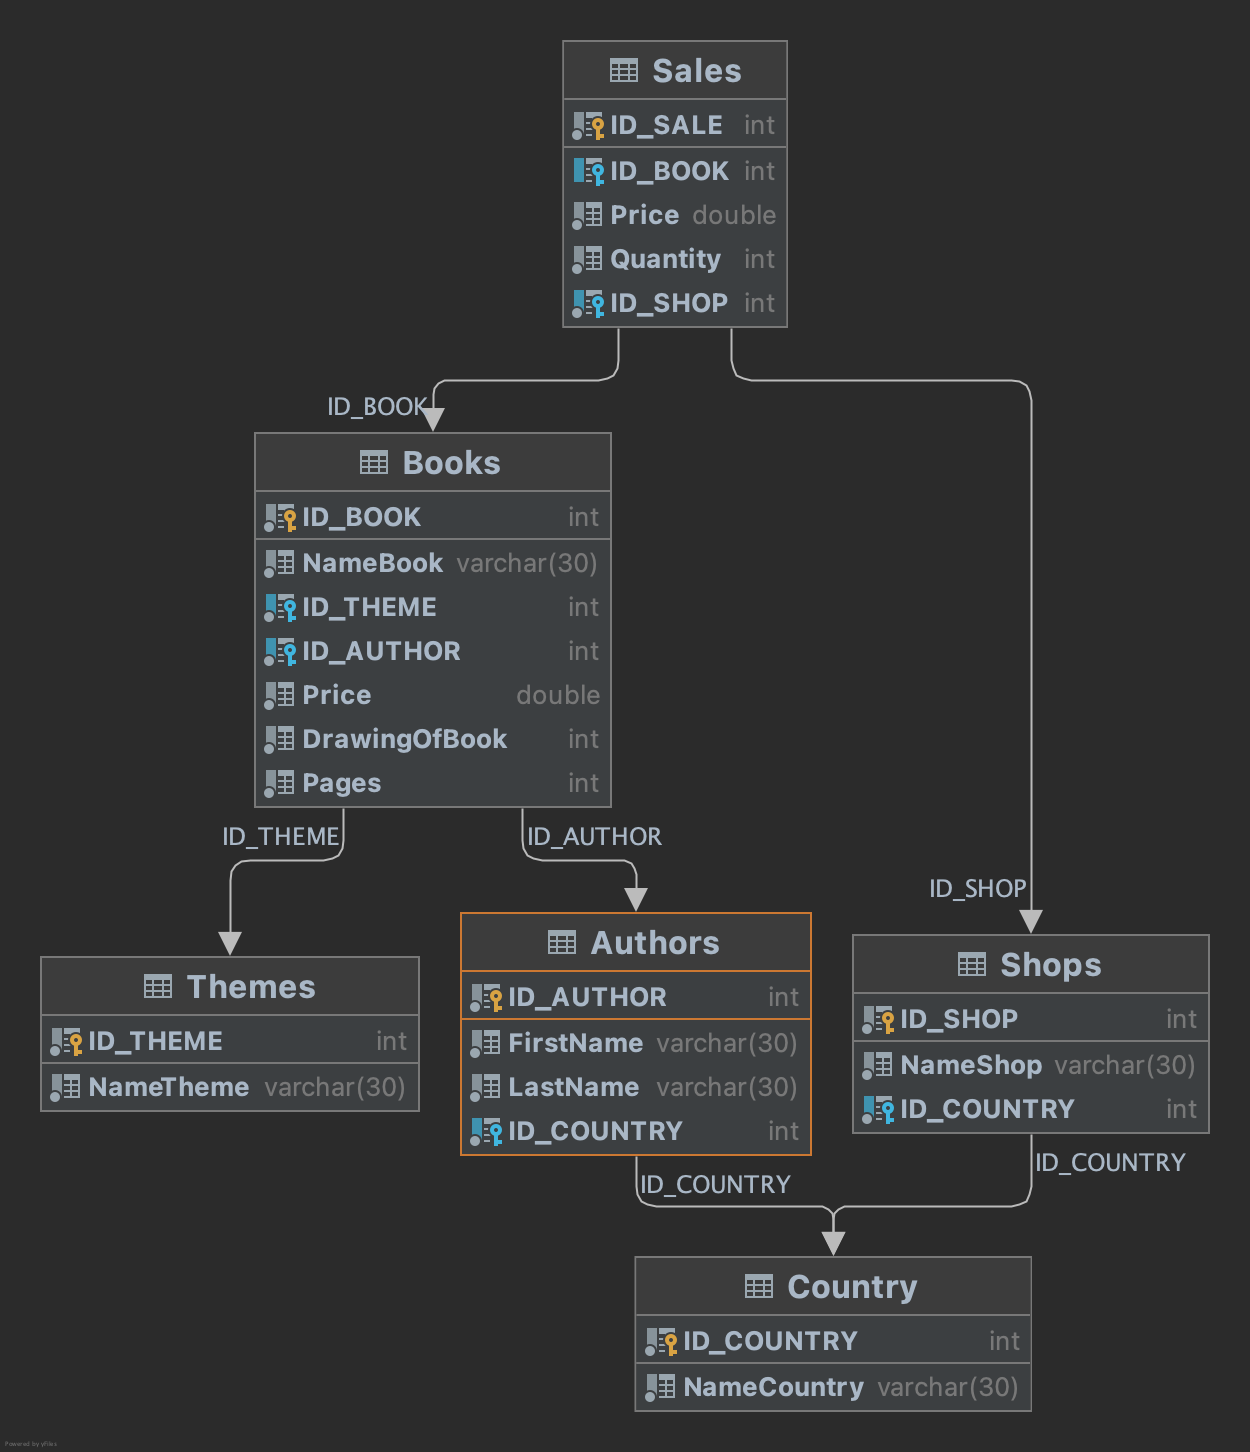 Sales
ID_SALE int
ID_BOOK int
Price double
Quantity int
ID_SHOP int
ID_BOOK
Books
ID_BOOK int
NameBook varchar(30)
ID_THEME int
ID_AUTHOR int
Price double
DrawingOfBook int
Pages int
ID_THEME
ID_AUTHOR
ID_SHOP
Themes
ID_THEME int
NameTheme varchar(30)
Authors
ID_AUTHOR int
FirstName varchar(30)
LastName varchar(30)
ID_COUNTRY int
Shops
ID_SHOP int
NameShop varchar(30)
ID_COUNTRY int
ID_COUNTRY
ID_COUNTRY
Country
ID_COUNTRY int
NameCountry varchar(30)
Powered by yFiles